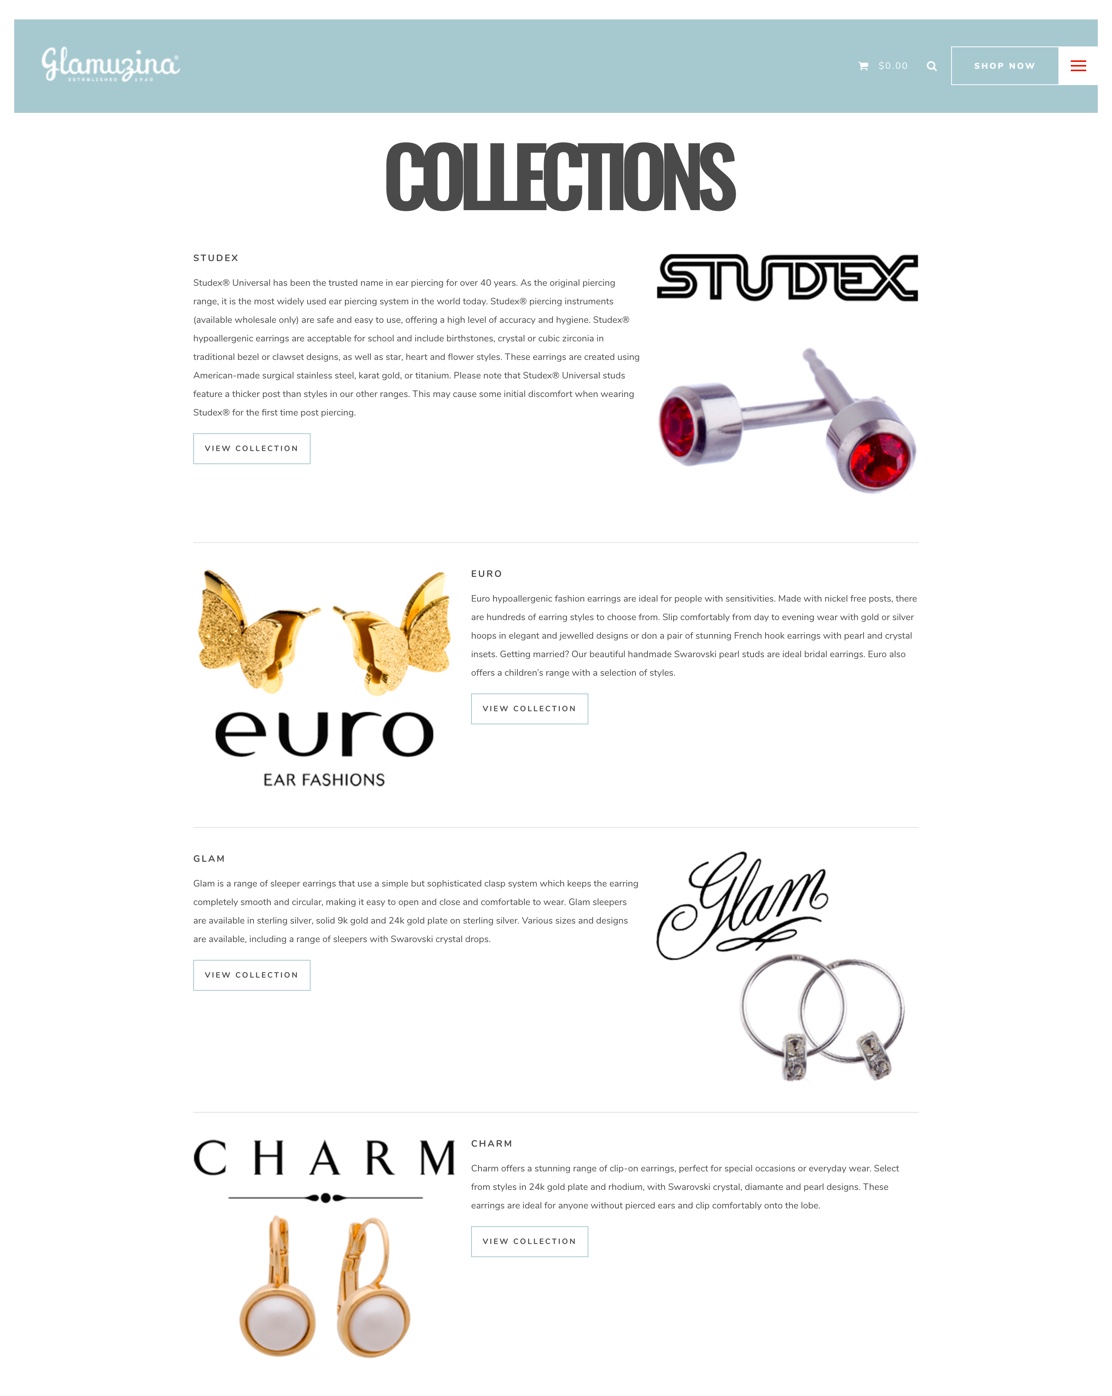 Glamuzina®
ESTABLISHED
$0.00
SHOP NOW
COLLECTIONS
STUDEX
Studex® Universal has been the trusted name in ear piercing for over 40 years. As the original piercing
range, it is the most widely used ear piercing system in the world today. Studex® piercing instruments
(available wholesale only) are safe and easy to use, offering a high level of accuracy and hygiene. Studex®
hypoallergenic earrings are acceptable for school and include birthstones, crystal or cubic zirconia in
traditional bezel or clawset designs, as well as star, heart and flower styles. These earrings are created using
American-made surgical stainless steel, karat gold, or titanium. Please note that Studex® Universal studs
feature a thicker post than styles in our other ranges. This may cause some initial discomfort when wearing
Studex® for the first time post piercing.
VIEW COLLECTION
STUDEX
euro
EAR FASHIONS
EURO
Euro hypoallergenic fashion earrings are ideal for people with sensitivities. Made with nickel free posts, there
are hundreds of earring styles to choose from. Slip comfortably from day to evening wear with gold or silver
hoops in elegant and jewelled designs or don a pair of stunning French hook earrings with pearl and crystal
insets. Getting married? Our beautiful handmade Swarovski pearl studs are ideal bridal earrings. Euro also
offers a children's range with a selection of styles.
VIEW COLLECTION
GLAM
Glam is a range of sleeper earrings that use a simple but sophisticated clasp system which keeps the earring
completely smooth and circular, making it easy to open and close and comfortable to wear. Glam sleepers
are available in sterling silver, solid 9k gold and 24k gold plate on sterling silver. Various sizes and designs
are available, including a range of sleepers with Swarovski crystal drops.
VIEW COLLECTION
Glam
CHARM
CHARM
Charm offers a stunning range of clip-on earrings, perfect for special occasions or everyday wear. Select
from styles in 24k gold plate and rhodium, with Swarovski crystal, diamante and pearl designs. These
earrings are ideal for anyone without pierced ears and clip comfortably onto the lobe.
VIEW COLLECTION